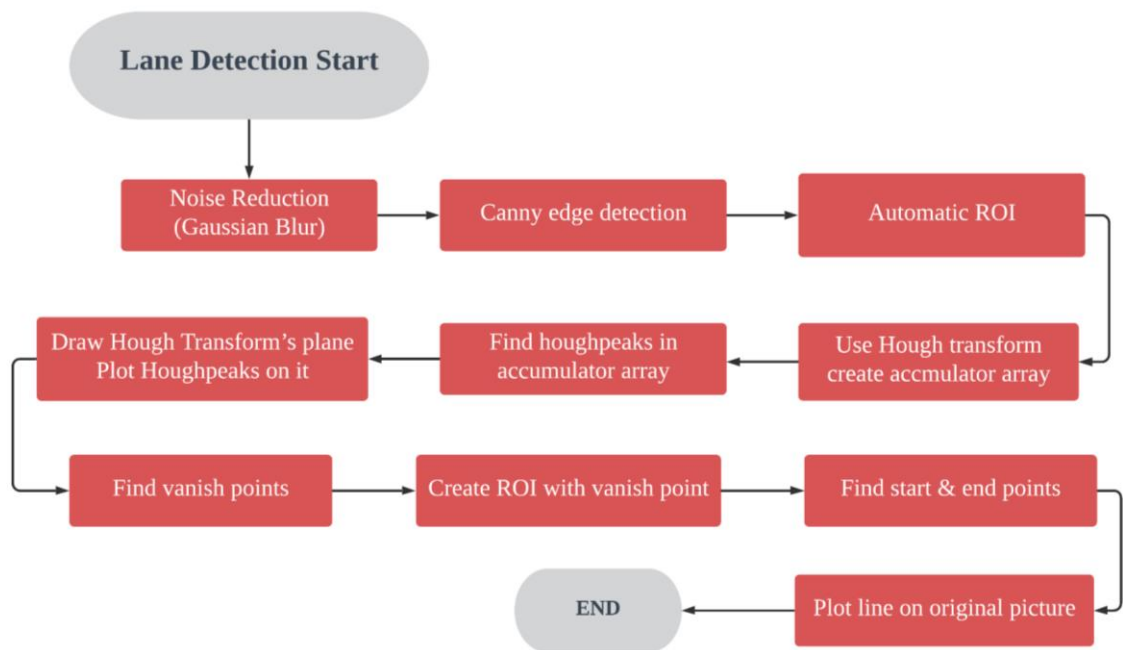 Lane Detection Start
Noise Reduction
(Gaussian Blur)
Canny edge detection
Automatic ROI
Use Hough transform
create accmulator array
Find houghpeaks in
accumulator array
Draw Hough Transform’s plane
Plot Houghpeaks on it
Find vanish points
Create ROI with vanish point
Find start & end points
Plot line on original picture
END